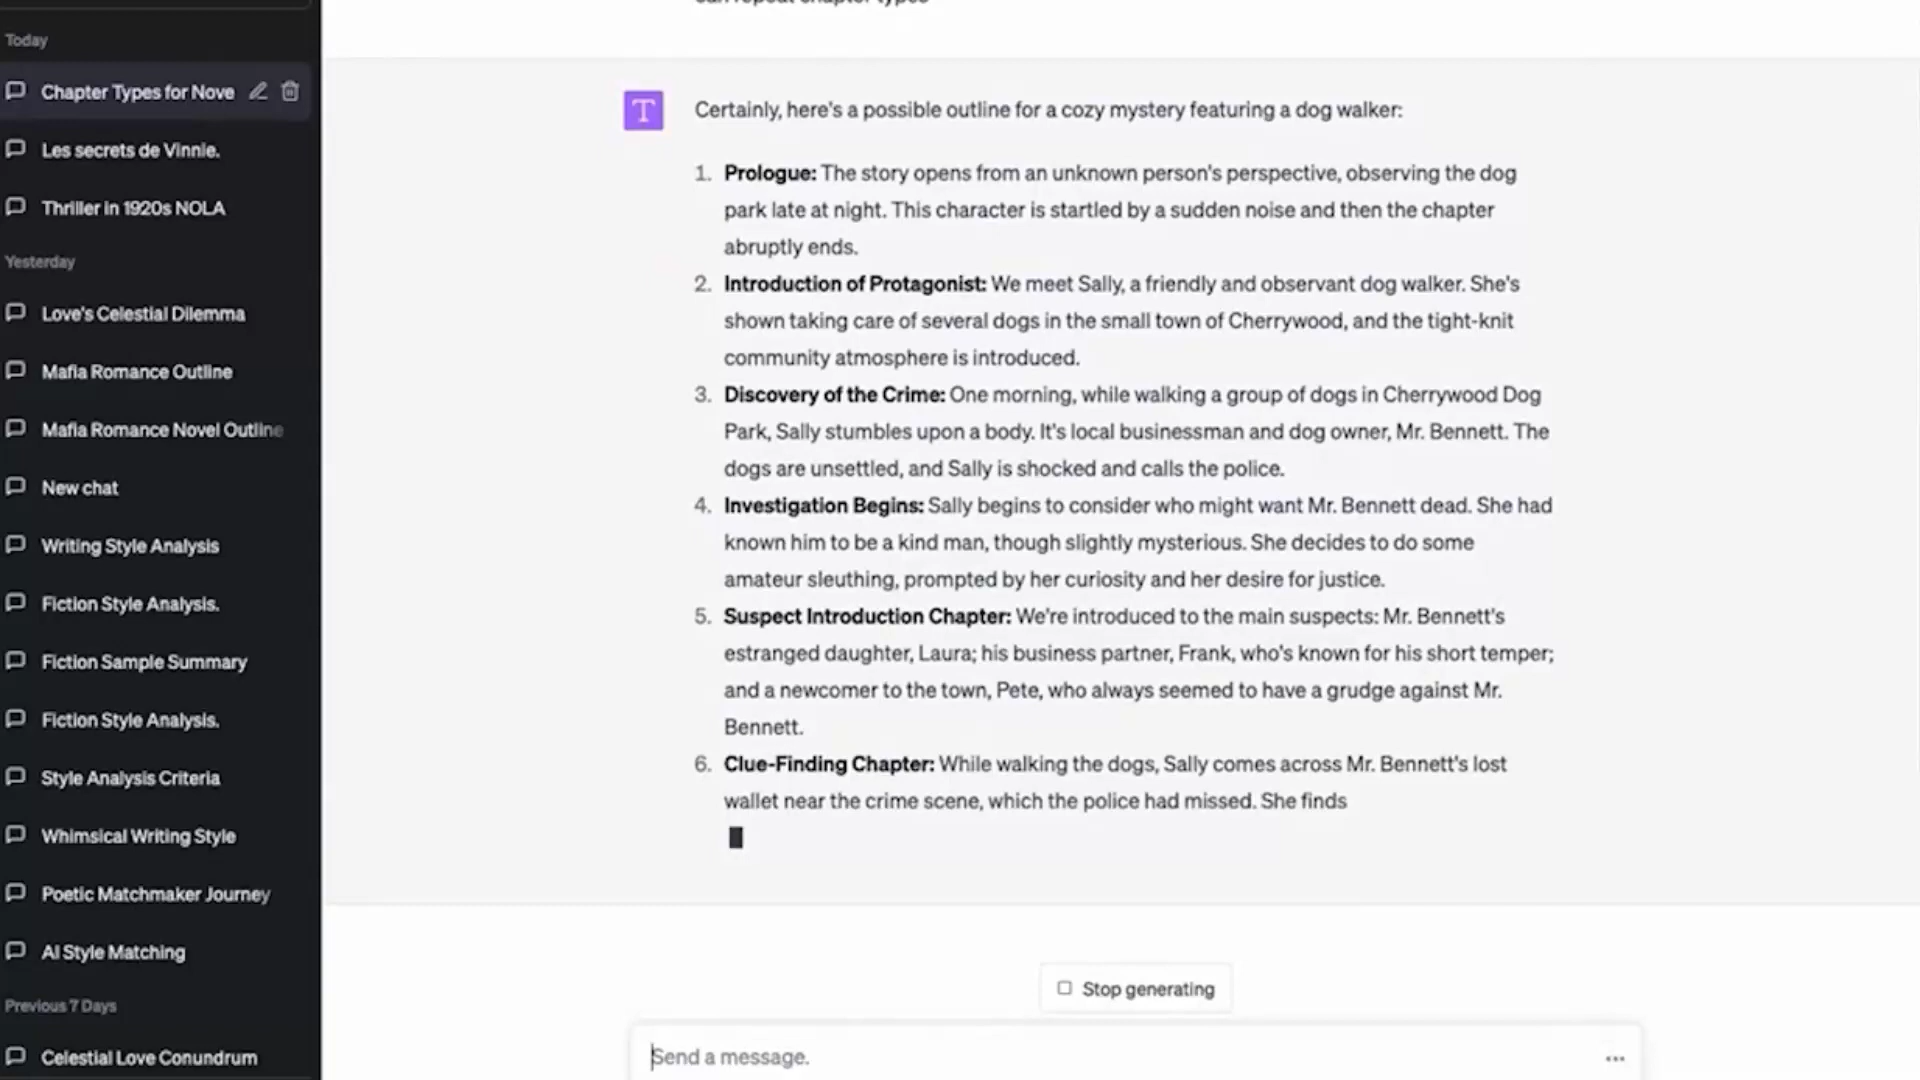 Today
Chapter Types for Nove
Les secrets de Vinnie.
Thriller in 1920s NOLA
Yesterday
Love's Celestial Dilemma
Mafia Romance Outline
Mafia Romance Novel Outline
New chat
Writing Style Analysis
Fiction Style Analysis.
Fiction Sample Summary
Fiction Style Analysis.
Style Analysis Criteria
Whimsical Writing Style
Poetic Matchmaker Journey
AI Style Matching
Previous 7 Days
Celestial Love Conundrum
can repeat chapter types
T
Certainly, here's a possible outline for a cozy mystery featuring a dog walker:
1. Prologue: The story opens from an unknown person's perspective, observing the dog
park late at night. This character is startled by a sudden noise and then the chapter
abruptly ends.
2. Introduction of Protagonist: We meet Sally, a friendly and observant dog walker. She's
shown taking care of several dogs in the small town of Cherrywood, and the tight-knit
community atmosphere is introduced.
3. Discovery of the Crime: One morning, while walking a group of dogs in Cherrywood Dog
Park, Sally stumbles upon a body. It's local businessman and dog owner, Mr. Bennett. The
dogs are unsettled, and Sally is shocked and calls the police.
4. Investigation Begins: Sally begins to consider who might want Mr. Bennett dead. She had
known him to be a kind man, though slightly mysterious. She decides to do some
amateur sleuthing, prompted by her curiosity and her desire for justice.
5. Suspect Introduction Chapter: We're introduced to the main suspects: Mr. Bennett's
estranged daughter, Laura; his business partner, Frank, who's known for his short temper;
and a newcomer to the town, Pete, who always seemed to have a grudge against Mr.
Bennett.
6. Clue-Finding Chapter: While walking the dogs, Sally comes across Mr. Bennett's lost
wallet near the crime scene, which the police had missed. She finds
Stop generating
Send a message.